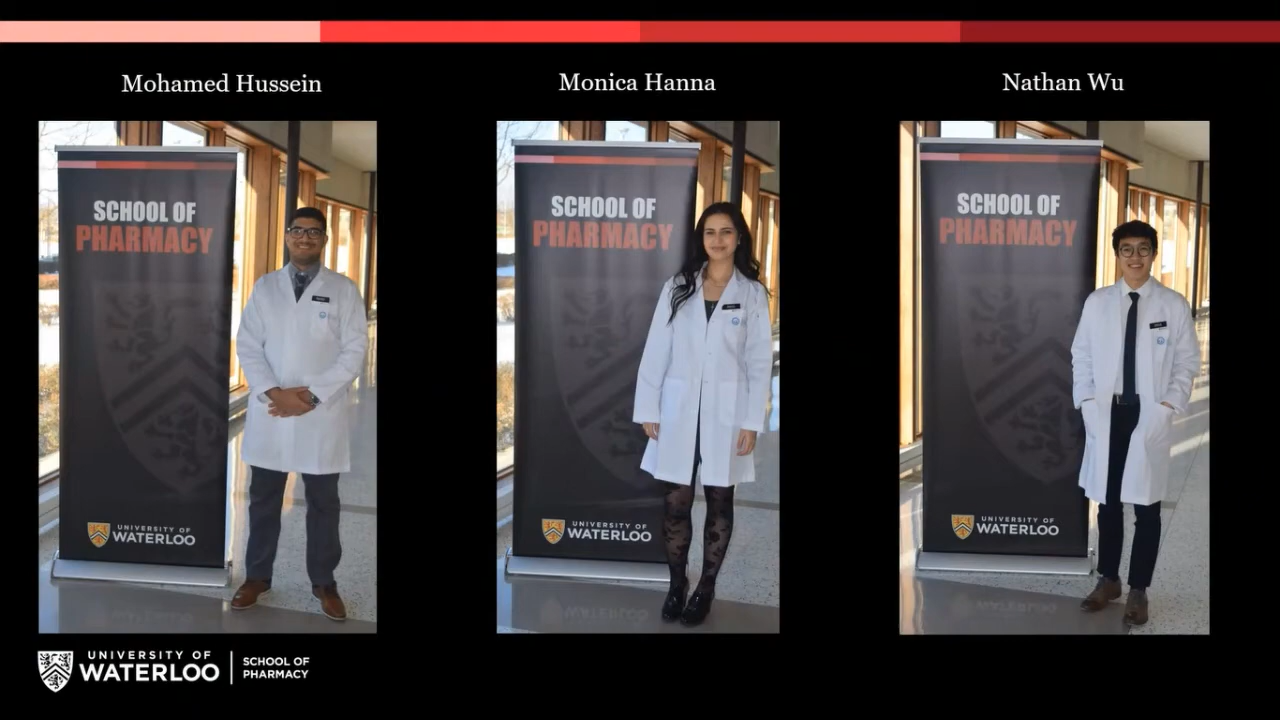 Mohamed Hussein
Monica Hanna
Nathan Wu
SCHOOL OF
PHARMACY
UNIVERSITY OF
WATERLOO
SCHOOL OF
PHARMACY
UNIVERSITY OF
WATERLOO
SCHOOL OF
PHARMACY
UNIVERSITY OF
WATERLOO
UNIVERSITY OF
WATERLOO
SCHOOL OF
PHARMACY